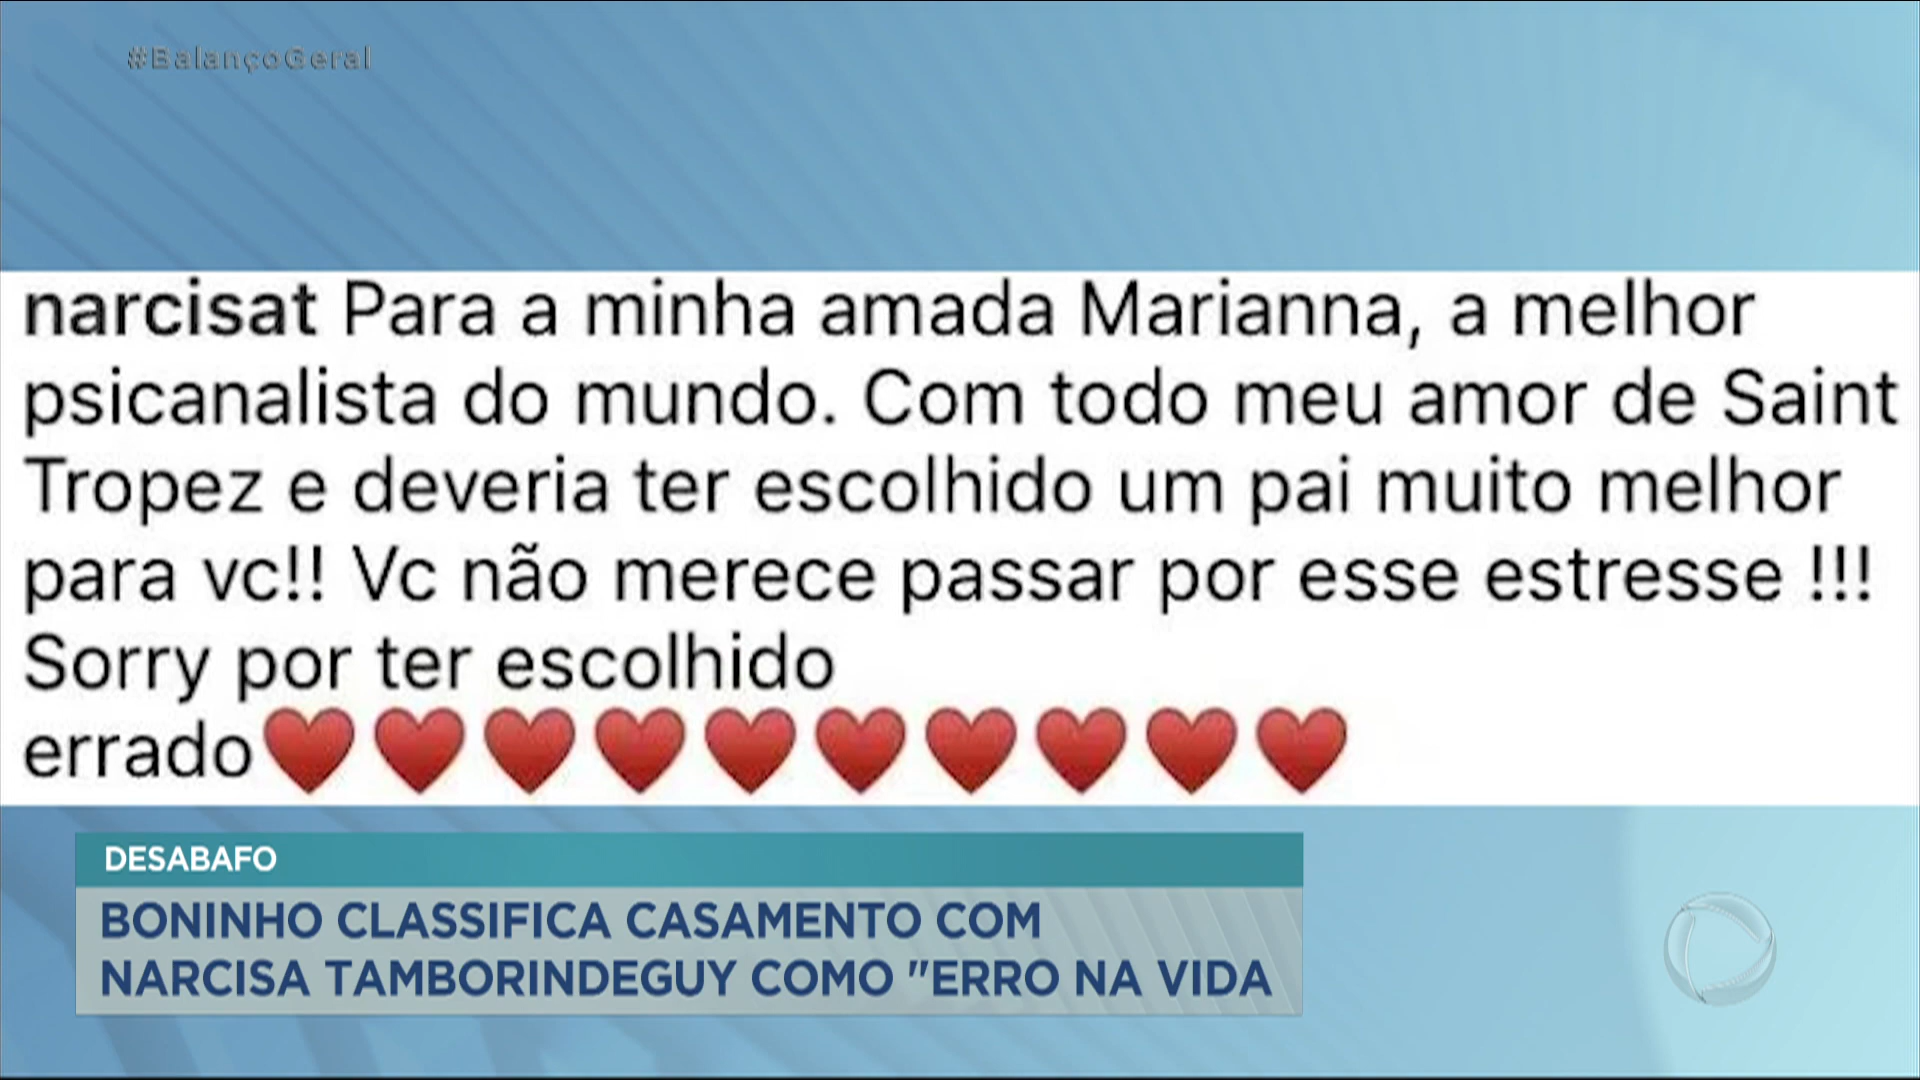 #BalançoGeral
narcisat Para a minha amada Marianna, a melhor
psicanalista do mundo. Com todo meu amor de Saint
Tropez e deveria ter escolhido um pai muito melhor
para vc!! Vc não merece passar por esse estresse !!!
Sorry por ter escolhido
errado❤️❤️❤️❤️❤️❤️❤️❤️❤️❤️
DESABAFO
BONINHO CLASSIFICA CASAMENTO COM
NARCISA TAMBORINDEGUY COMO "ERRO NA VIDA